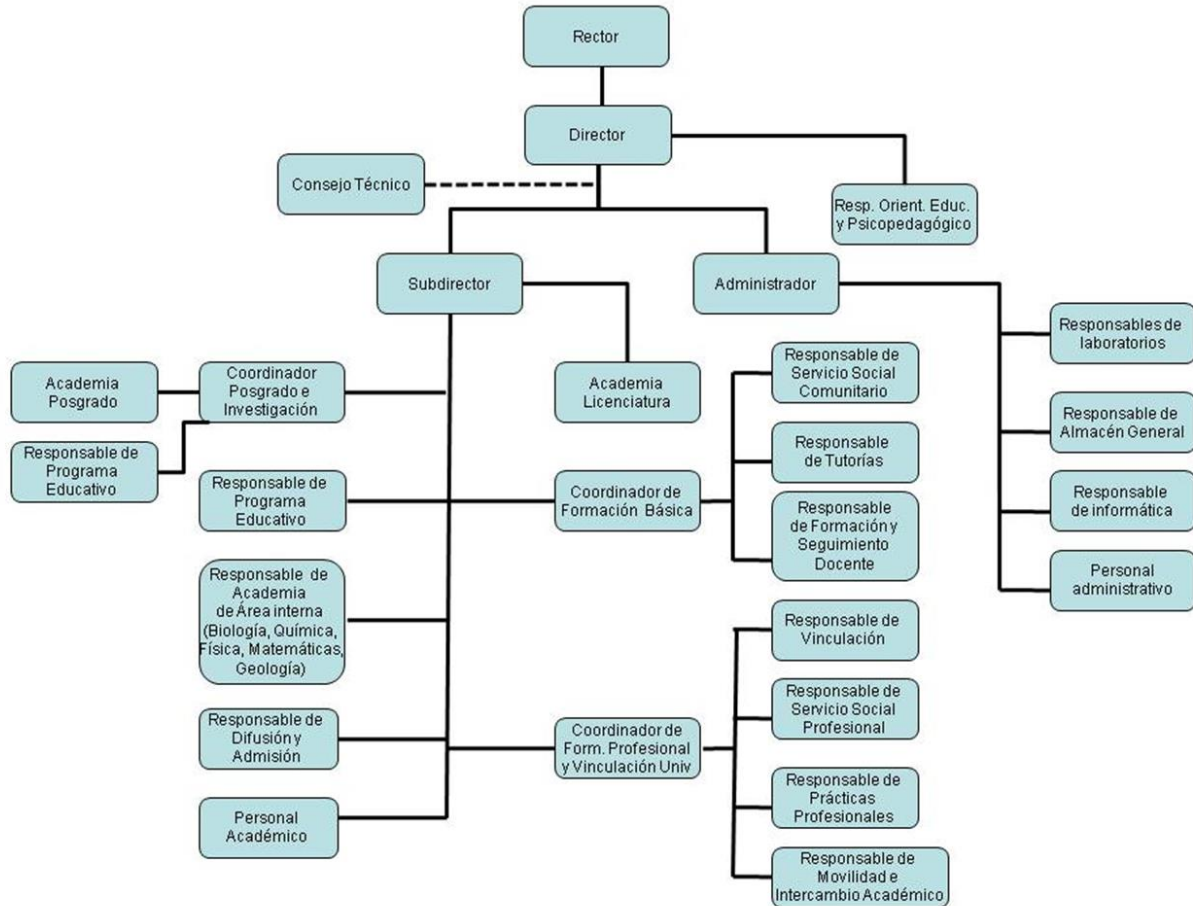 Rector
Director
Consejo Técnico
Resp. Orient. Educ.
y Psicopedagógico
Subdirector
Administrador
Responsables de
laboratorios
Responsable de
Servicio Social
Comunitario
Academia
Posgrado
Coordinador
Posgrado e
Investigación
Academia
Licenciatura
Responsable de
Almacén General
Responsable de
Programa
Educativo
Responsable
de Tutorías
Responsable de
Programa
Educativo
Coordinador de
Formación Básica
Responsable
de informática
Responsable
de Formación y
Seguimiento
Docente
Responsable de
Academia
de Área interna
(Biología, Química,
Física, Matemáticas,
Geología)
Personal
administrativo
Responsable de
Vinculación
Responsable de
Difusión y
Admisión
Coordinador de
Form. Profesional
y Vinculación Univ
Responsable de
Servicio Social
Profesional
Personal
Académico
Responsable de
Prácticas
Profesionales
Responsable de
Movilidad e
Intercambio Académico